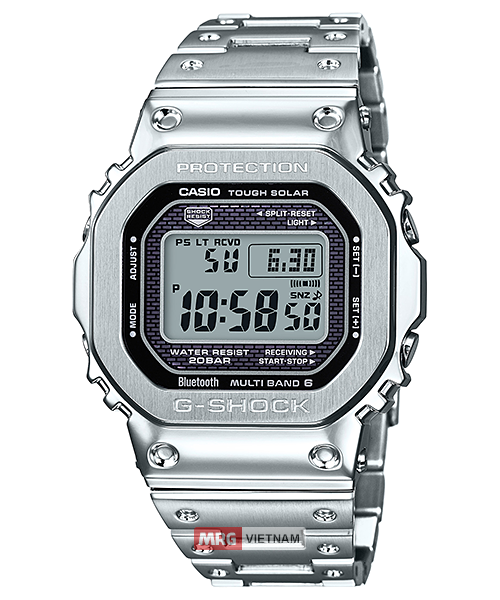 PROTECTION
CASIO TOUGH SOLAR
SHOCK RESIST
◄ SPLIT·RESET
LIGHT ►
ADJUST
MODE
SET [–]
SET [+]
PS LT RCVD
SU 6.30
SNZ
P 10:58 50
WATER RESIST
20BAR
RECEIVING ►
START·STOP ►
Bluetooth MULTI BAND 6
G-SHOCK
MRG VIETNAM